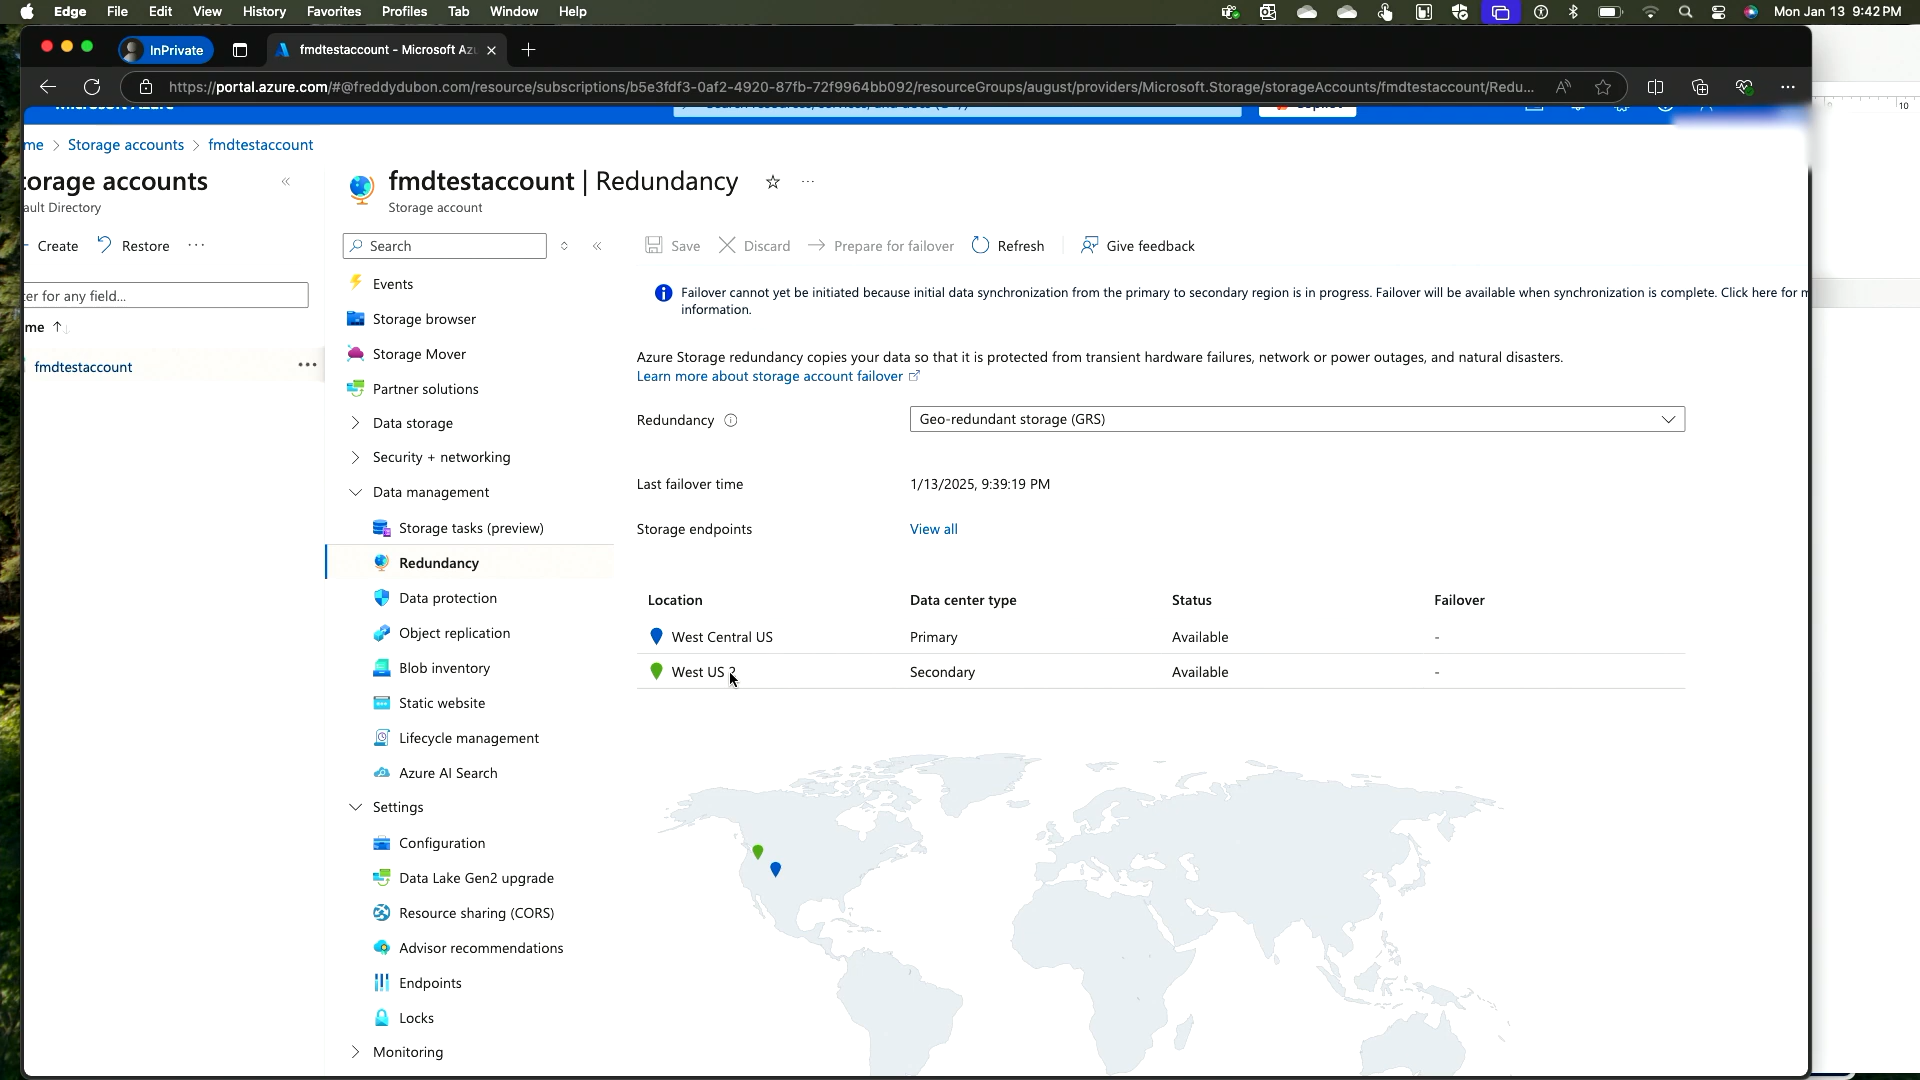 Edge File Edit View History Favorites Profiles Tab Window Help Mon Jan 13 9:42 PM
InPrivate fmdtestaccount - Microsoft Az
https://portal.azure.com/#@freddydubon.com/resource/subscriptions/b5e3fdf3-0af2-4920-87fb-72f9964bb092/resourceGroups/august/providers/Microsoft.Storage/storageAccounts/fmdtestaccount/Redu...
10
me > Storage accounts > fmdtestaccount
torage accounts
ault Directory
Create Restore ...
ter for any field...
me ↑
fmdtestaccount ...
fmdtestaccount | Redundancy
Storage account
Search
Events
Storage browser
Storage Mover
Partner solutions
Data storage
Security + networking
Data management
Storage tasks (preview)
Redundancy
Data protection
Object replication
Blob inventory
Static website
Lifecycle management
Azure AI Search
Settings
Configuration
Data Lake Gen2 upgrade
Resource sharing (CORS)
Advisor recommendations
Endpoints
Locks
Monitoring
Save Discard Prepare for failover Refresh Give feedback
Failover cannot yet be initiated because initial data synchronization from the primary to secondary region is in progress. Failover will be available when synchronization is complete. Click here for m
information.
Azure Storage redundancy copies your data so that it is protected from transient hardware failures, network or power outages, and natural disasters.
Learn more about storage account failover
Redundancy Geo-redundant storage (GRS)
Last failover time 1/13/2025, 9:39:19 PM
Storage endpoints View all
Location Data center type Status Failover
West Central US Primary Available -
West US 2 Secondary Available -